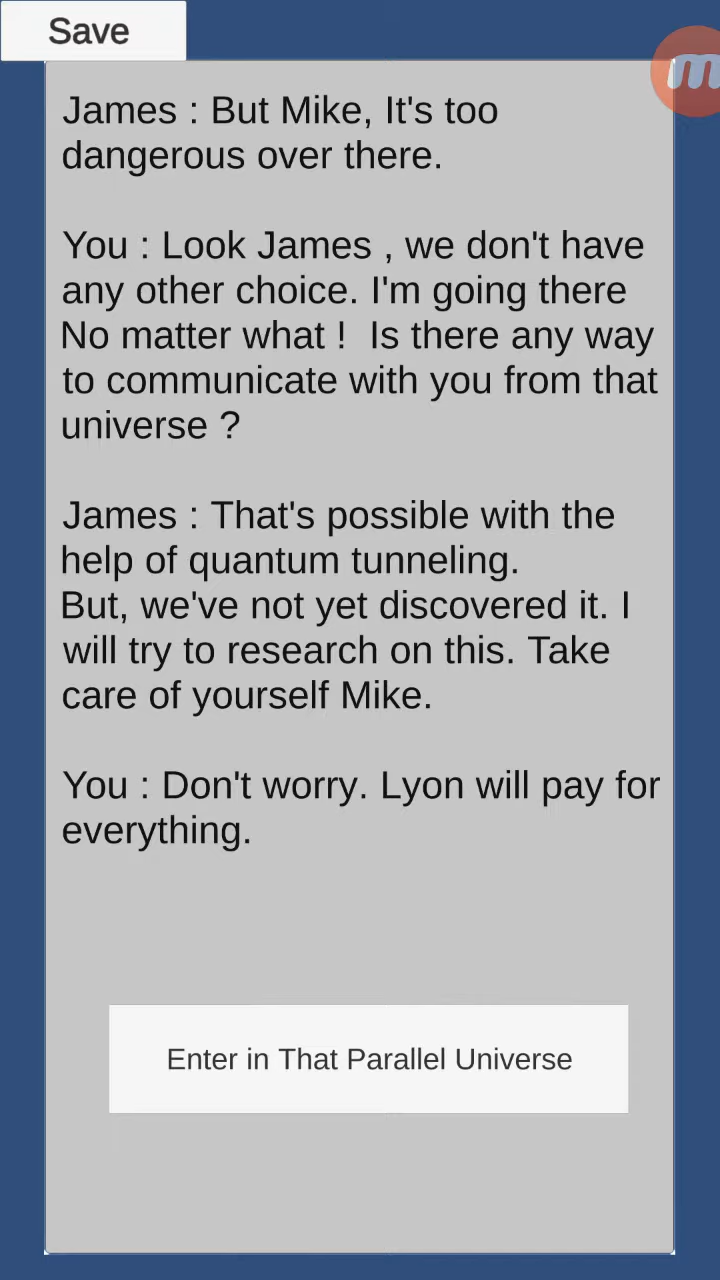 Save
James : But Mike, It's too
dangerous over there.
You : Look James , we don't have
any other choice. I'm going there
No matter what !  Is there any way
to communicate with you from that
universe ?
James : That's possible with the
help of quantum tunneling.
But, we've not yet discovered it. I
will try to research on this. Take
care of yourself Mike.
You : Don't worry. Lyon will pay for
everything.
Enter in That Parallel Universe